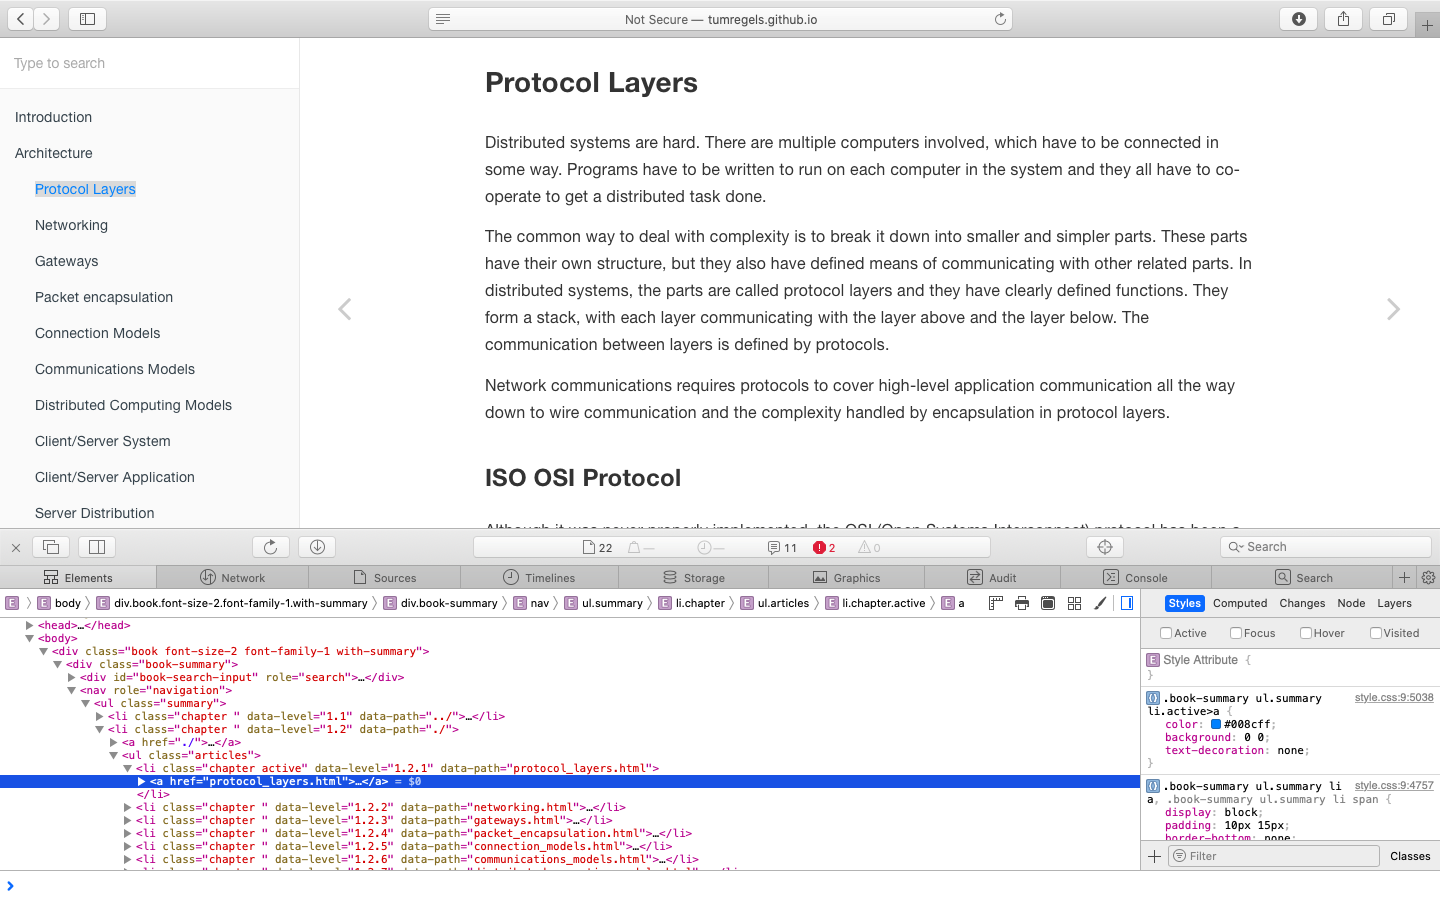 Not Secure — tumregels.github.io
Type to search
Introduction
Architecture
Protocol Layers
Networking
Gateways
Packet encapsulation
Connection Models
Communications Models
Distributed Computing Models
Client/Server System
Client/Server Application
Server Distribution
Protocol Layers
Distributed systems are hard. There are multiple computers involved, which have to be connected in
some way. Programs have to be written to run on each computer in the system and they all have to co-
operate to get a distributed task done.
The common way to deal with complexity is to break it down into smaller and simpler parts. These parts
have their own structure, but they also have defined means of communicating with other related parts. In
distributed systems, the parts are called protocol layers and they have clearly defined functions. They
form a stack, with each layer communicating with the layer above and the layer below. The
communication between layers is defined by protocols.
Network communications requires protocols to cover high-level application communication all the way
down to wire communication and the complexity handled by encapsulation in protocol layers.
ISO OSI Protocol
Although it was never properly implemented, the OSI (Open Systems Interconnect) protocol has been a
22 — — 11 2 0
Search
Elements Network Sources Timelines Storage Graphics Audit Console Search
E E body E div.book.font-size-2.font-family-1.with-summary E div.book-summary E nav E ul.summary E li.chapter E ul.articles E li.chapter.active E a
<head>…</head>
<body>
<div class="book font-size-2 font-family-1 with-summary">
<div class="book-summary">
<div id="book-search-input" role="search">…</div>
<nav role="navigation">
<ul class="summary">
<li class="chapter " data-level="1.1" data-path="../">…</li>
<li class="chapter " data-level="1.2" data-path="./">
<a href="./">…</a>
<ul class="articles">
<li class="chapter active" data-level="1.2.1" data-path="protocol_layers.html">
<a href="protocol_layers.html">…</a> = $0
</li>
<li class="chapter " data-level="1.2.2" data-path="networking.html">…</li>
<li class="chapter " data-level="1.2.3" data-path="gateways.html">…</li>
<li class="chapter " data-level="1.2.4" data-path="packet_encapsulation.html">…</li>
<li class="chapter " data-level="1.2.5" data-path="connection_models.html">…</li>
<li class="chapter " data-level="1.2.6" data-path="communications_models.html">…</li>
Styles Computed Changes Node Layers
Active Focus Hover Visited
E Style Attribute {
}
{} .book-summary ul.summary style.css:9:5038
li.active>a {
color: #008cff;
background: 0 0;
text-decoration: none;
}
{} .book-summary ul.summary li style.css:9:4757
a, .book-summary ul.summary li span {
display: block;
padding: 10px 15px;
border-bottom: none;
Filter Classes